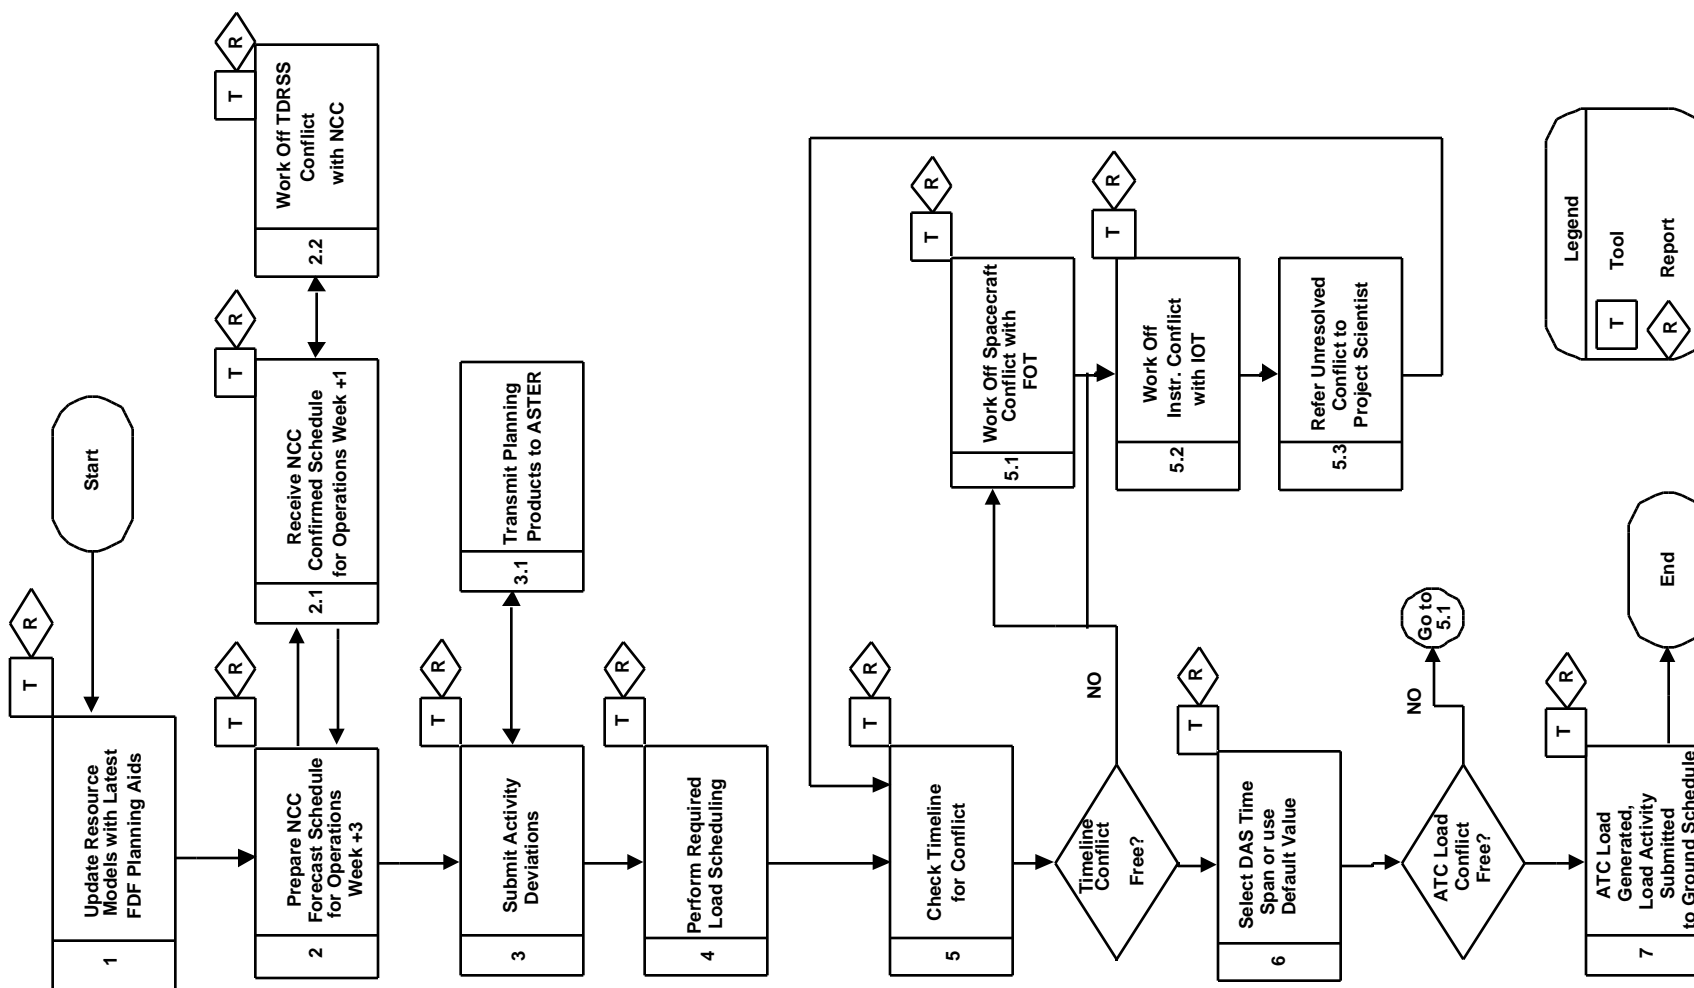 Start
T
R
1
Update Resource
Models with Latest
FDF Planning Aids
T
R
2
Prepare NCC
Forecast Schedule
for Operations
Week +3
T
R
2.1
Receive NCC
Confirmed Schedule
for Operations Week +1
T
R
2.2
Work Off TDRSS
Conflict
with NCC
T
R
3
Submit Activity
Deviations
3.1
Transmit Planning
Products to ASTER
T
R
4
Perform Required
Load Scheduling
T
R
5
Check Timeline
for Conflict
Timeline
Conflict
Free?
NO
T
R
5.1
Work Off Spacecraft
Conflict with
FOT
T
R
5.2
Work Off
Instr. Conflict
with IOT
5.3
Refer Unresolved
Conflict to
Project Scientist
T
R
6
Select DAS Time
Span or use
Default Value
ATC Load
Conflict
Free?
NO
Go to
5.1
T
R
7
ATC Load
Generated,
Load Activity
Submitted
to Ground Schedule
End
Legend
T
Tool
R
Report